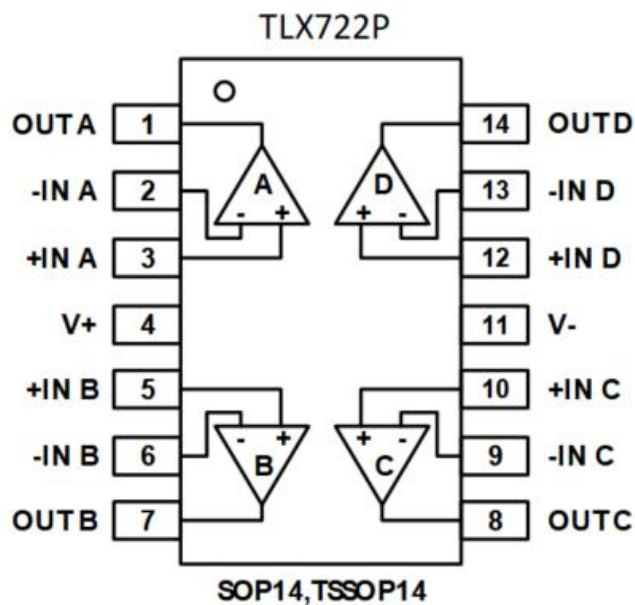 TLX722P
OUTA 1 14 OUTD
-IN A 2 A D 13 -IN D
- + + -
+IN A 3 12 +IN D
V+ 4 11 V-
+IN B 5 10 +IN C
- + + -
-IN B 6 B C 9 -IN C
OUTB 7 8 OUTC
SOP14,TSSOP14